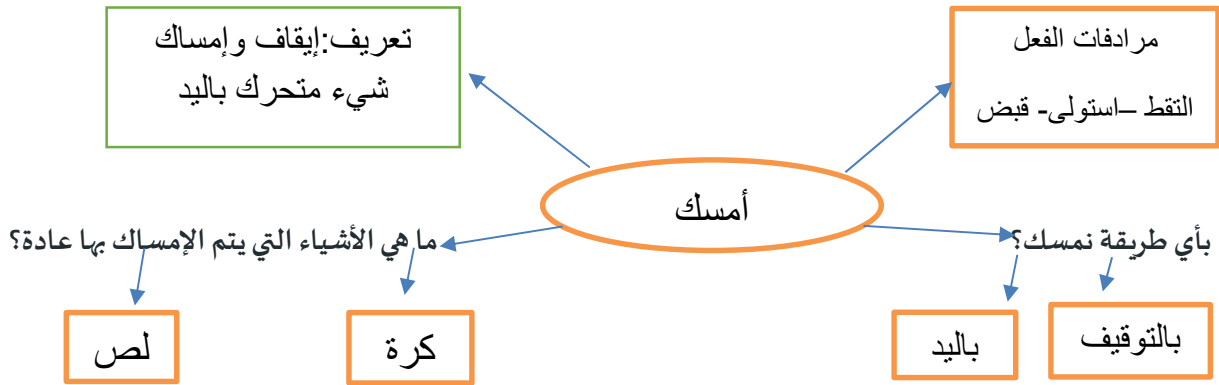 مرادفات الفعل
التقط –استولى- قبض
تعريف:إيقاف وإمساك
شيء متحرك باليد
أمسك
بأي طريقة نمسك؟
ما هي الأشياء التي يتم الإمساك بها عادة؟
بالتوقيف
باليد
كرة
لص